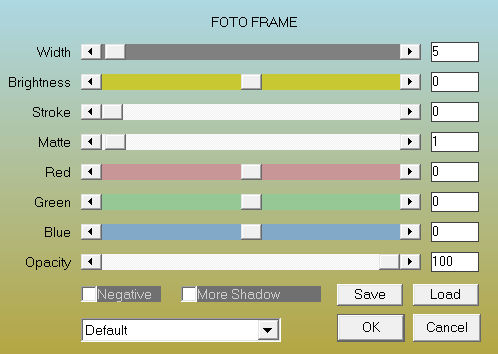 FOTO FRAME
Width 5
Brightness 0
Stroke 0
Matte 1
Red 0
Green 0
Blue 0
Opacity 100
Negative More Shadow Save Load
Default OK Cancel